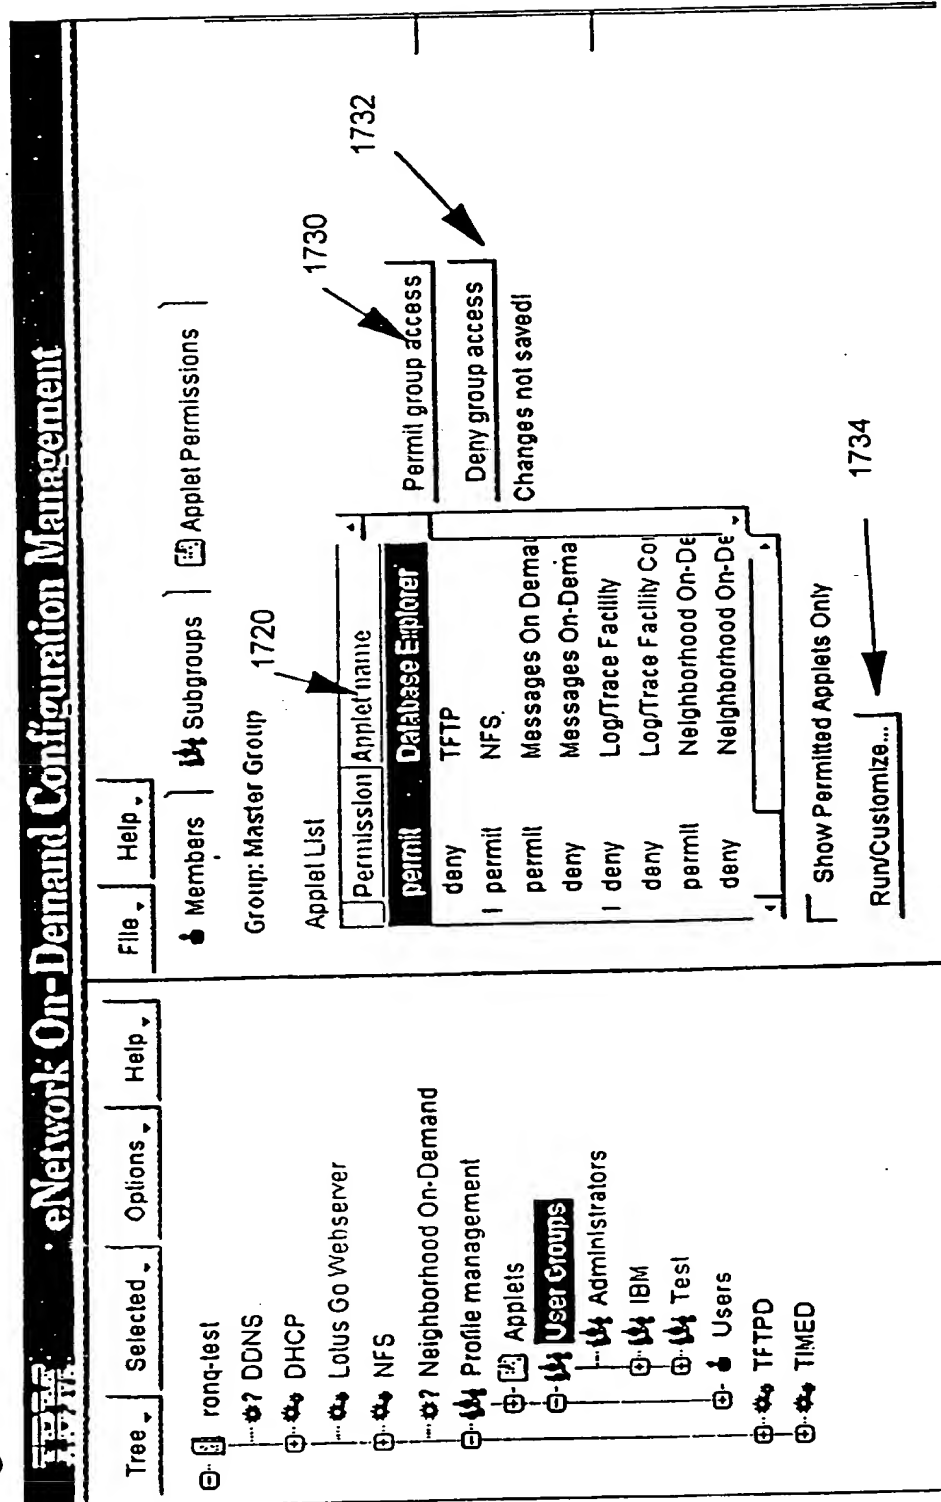 IBM eNetwork On-Demand Configuration Management
Tree Selected Options Help
ronq-test
? DDNS
DHCP
Lotus Go Webserver
NFS
? Neighborhood On-Demand
Profile management
Applets
User Groups
Administrators
IBM
Test
Users
TFTPD
TIMED
File Help
Members Subgroups Applet Permissions
Group: Master Group
1720
Applet List
Permission Applet name
permit Database Explorer
deny TFTP
permit NFS
permit Messages On Demar
deny Messages On-Dema
deny Log/Trace Facility
deny Log/Trace Facility Cor
permit Neighborhood On-De
deny Neighborhood On-De
1730
Permit group access
1732
Deny group access
Changes not saved!
Show Permitted Applets Only
Run/Customize...
1734